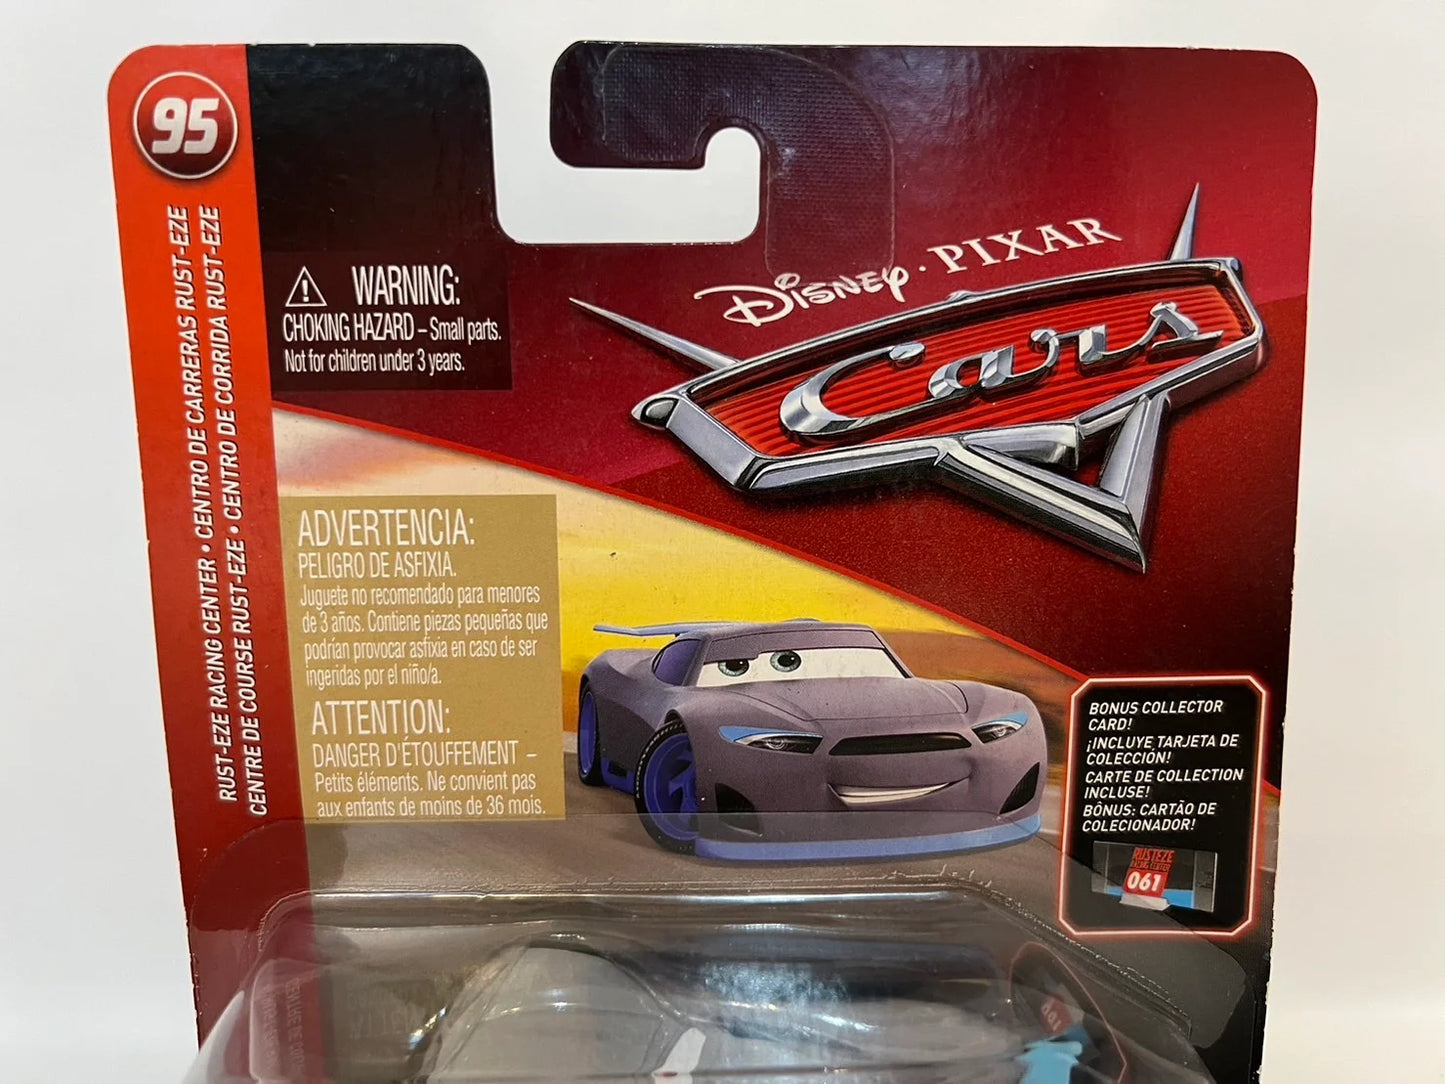 95
RUST-EZE RACING CENTER • CENTRO DE CARRERAS RUST-EZE
CENTRE DE COURSE RUST-EZE • CENTRO DE CORRIDA RUST-EZE
WARNING:
CHOKING HAZARD – Small parts.
Not for children under 3 years.
Disney · PIXAR
Cars
ADVERTENCIA:
PELIGRO DE ASFIXIA.
Juguete no recomendado para menores
de 3 años. Contiene piezas pequeñas que
podrían provocar asfixia en caso de ser
ingeridas por el niño/a.
ATTENTION:
DANGER D'ÉTOUFFEMENT –
Petits éléments. Ne convient pas
aux enfants de moins de 36 mois.
BONUS COLLECTOR
CARD!
¡INCLUYE TARJETA DE
COLECCIÓN!
CARTE DE COLLECTION
INCLUSE!
BÔNUS: CARTÃO DE
COLECIONADOR!
RUSTEZE
RACING CENTER
061